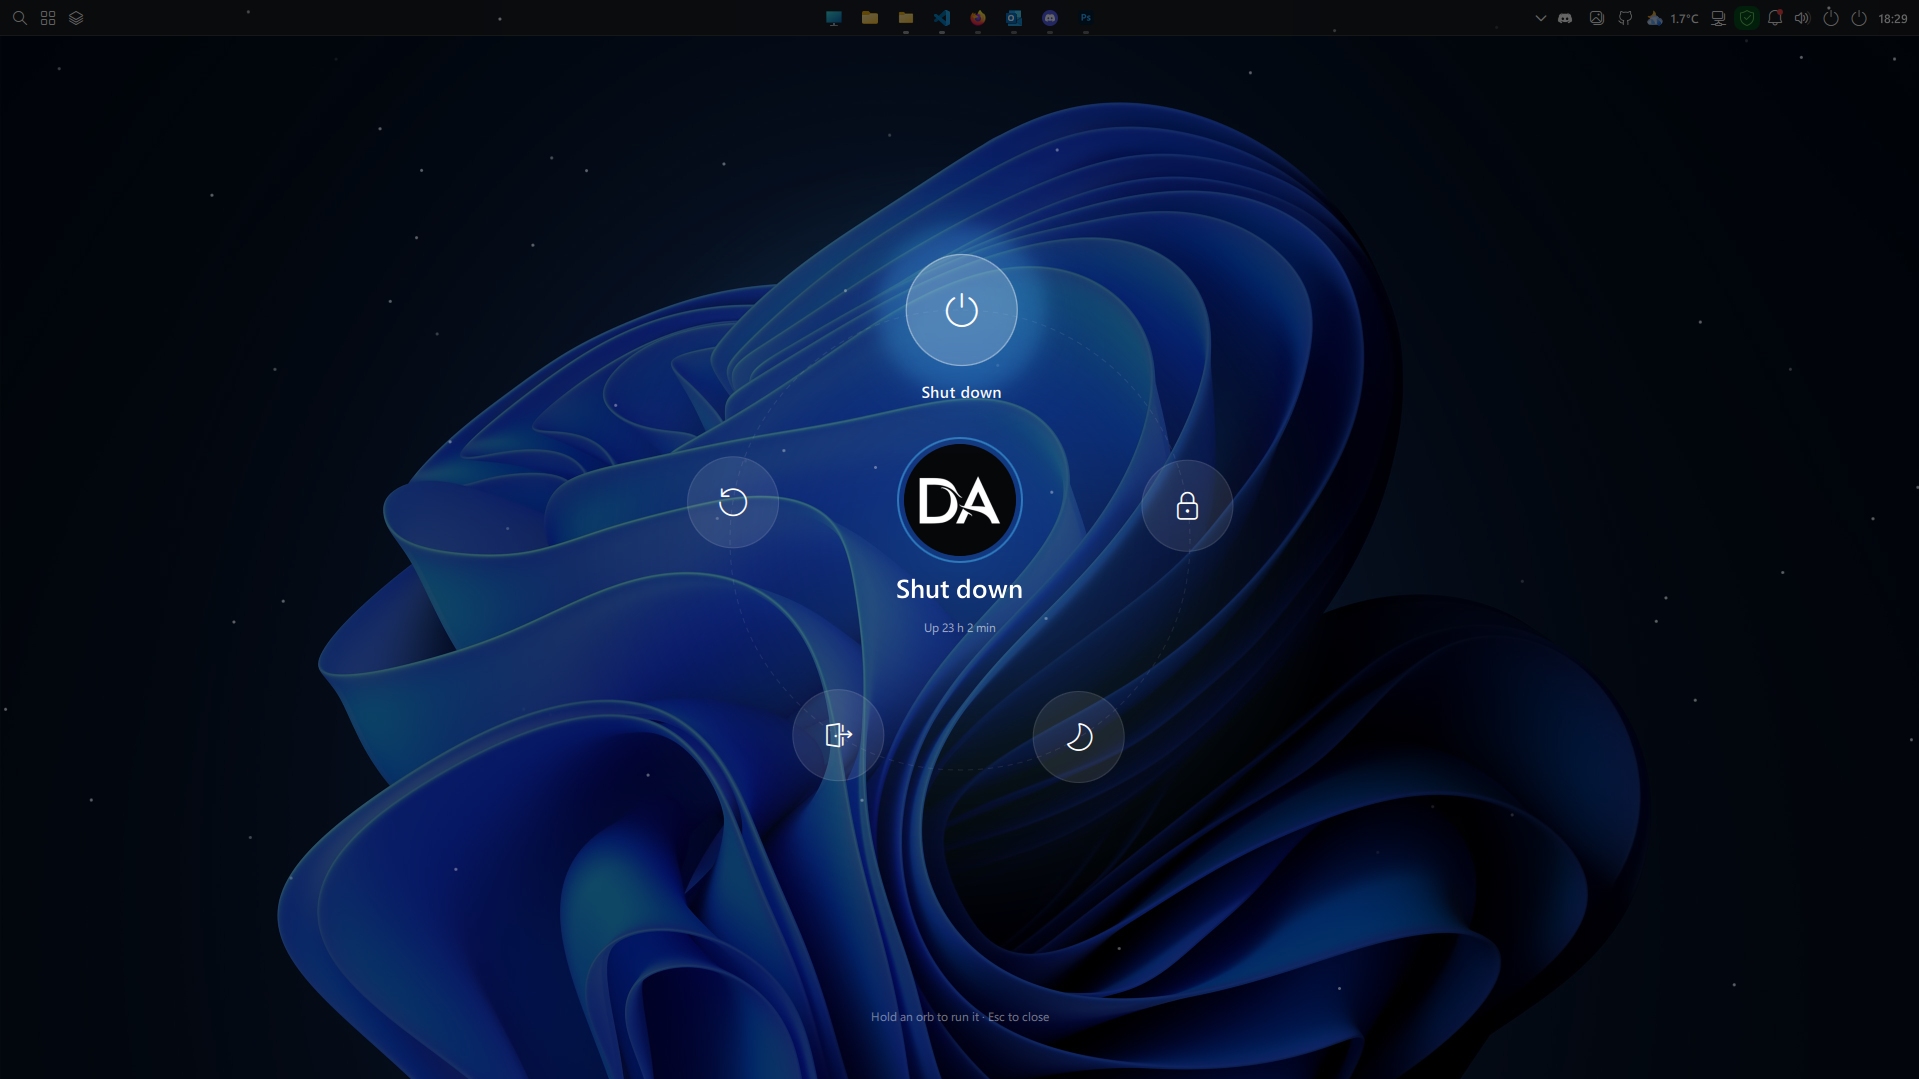 Ps
1.7°C
18:29
Shut down
DA
Shut down
Up 23 h 2 min
Hold an orb to run it · Esc to close